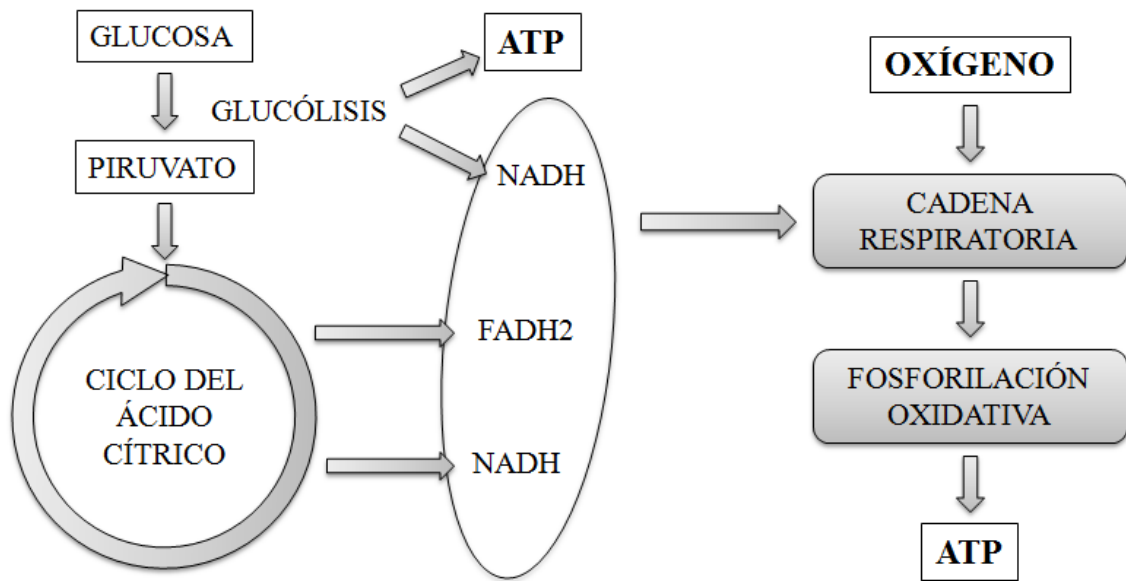 GLUCOSA
GLUCÓLISIS
PIRUVATO
CICLO DEL
ÁCIDO
CÍTRICO
ATP
NADH
FADH2
NADH
OXÍGENO
CADENA
RESPIRATORIA
FOSFORILACIÓN
OXIDATIVA
ATP